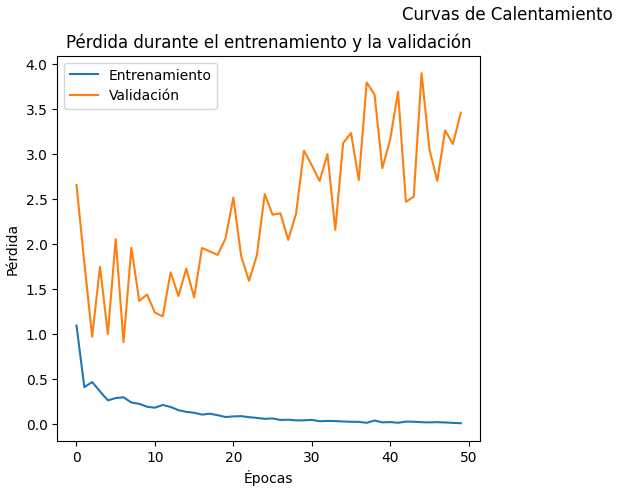 Curvas de Calentamiento
Pérdida durante el entrenamiento y la validación
Entrenamiento
Validación
4.0
3.5
3.0
2.5
2.0
1.5
1.0
0.5
0.0
Pérdida
0 10 20 30 40 50
Épocas